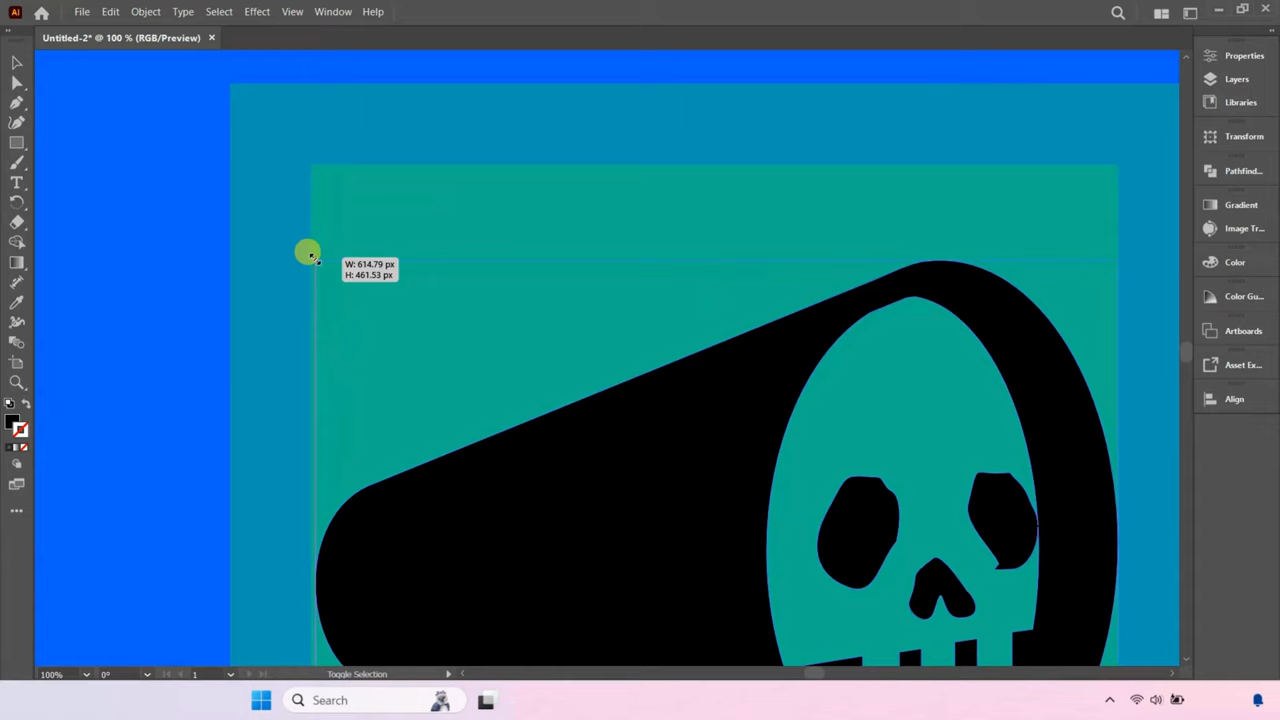 Ai
File Edit Object Type Select Effect View Window Help
Untitled-2* @ 100 % (RGB/Preview) ×
Properties
Layers
Libraries
Transform
Pathfind...
Gradient
Image Tr...
Color
Color Gu...
Artboards
Asset Ex...
Align
W: 614.79 px
H: 461.53 px
100% 0° 1 Toggle Selection
Search